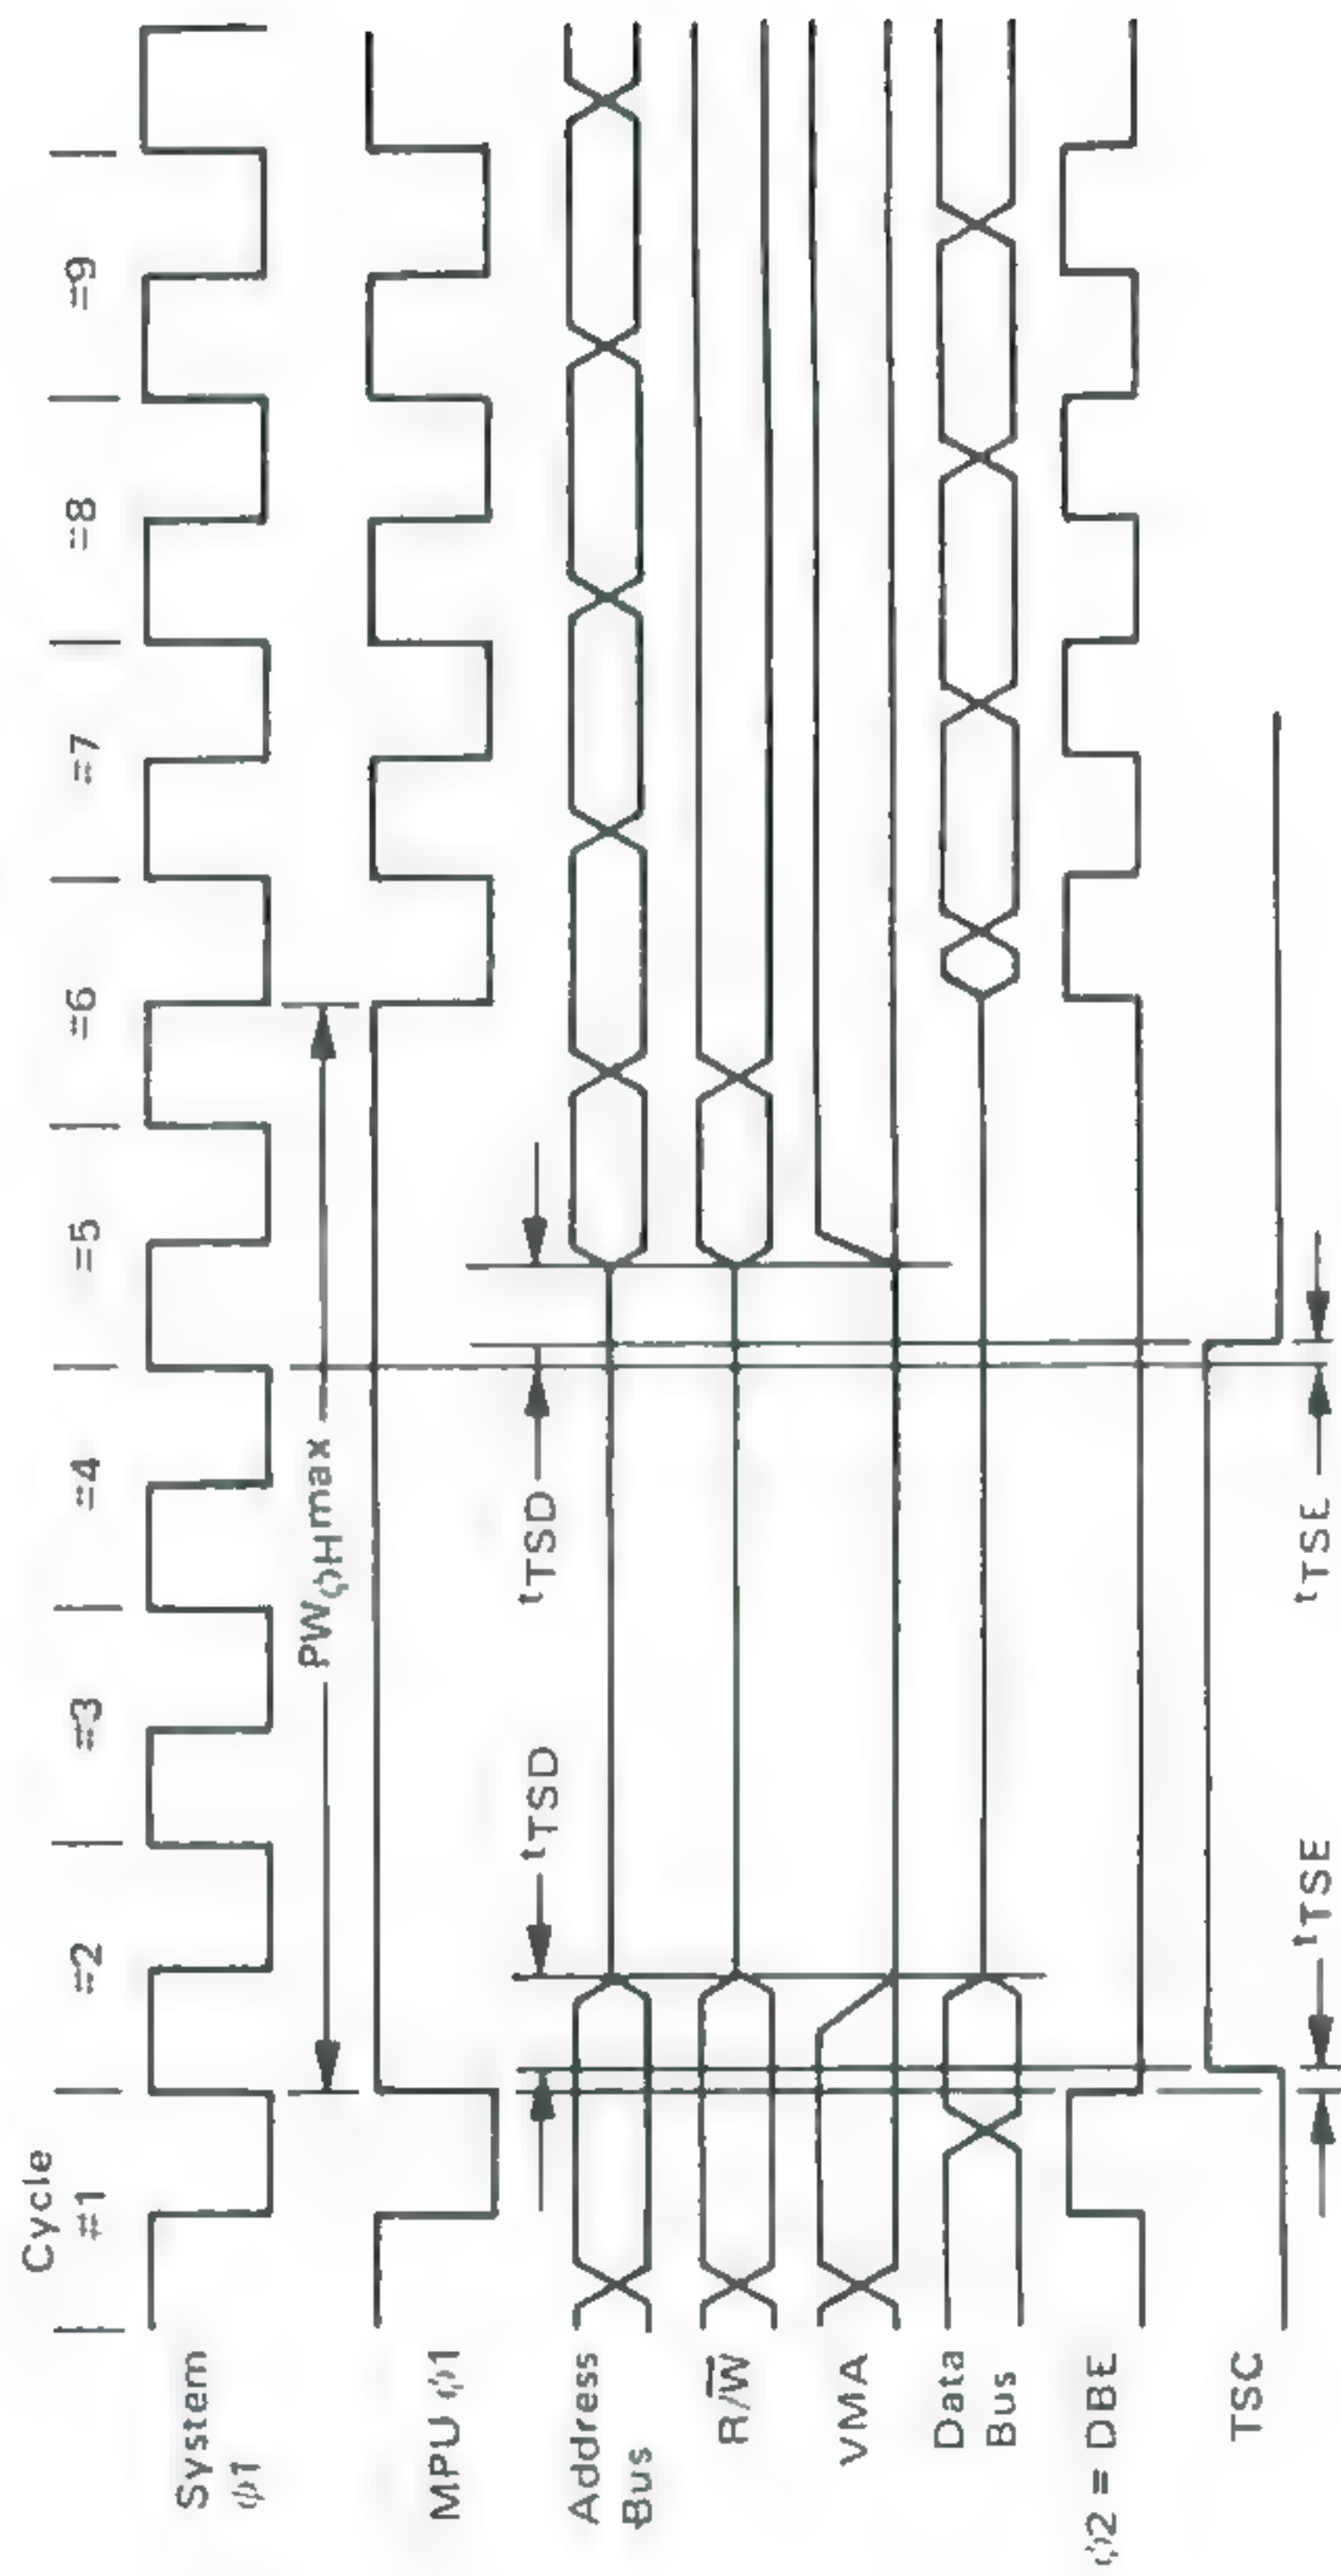 Cycle
#1 =2 =3 =4 =5 =6 =7 =8 =9
System
ϕ1
PWϕHmax
MPU ϕ1
tTSD tTSD
Address
Bus
R/W̅
VMA
Data
Bus
ϕ2 = DBE
TSC
tTSE tTSE